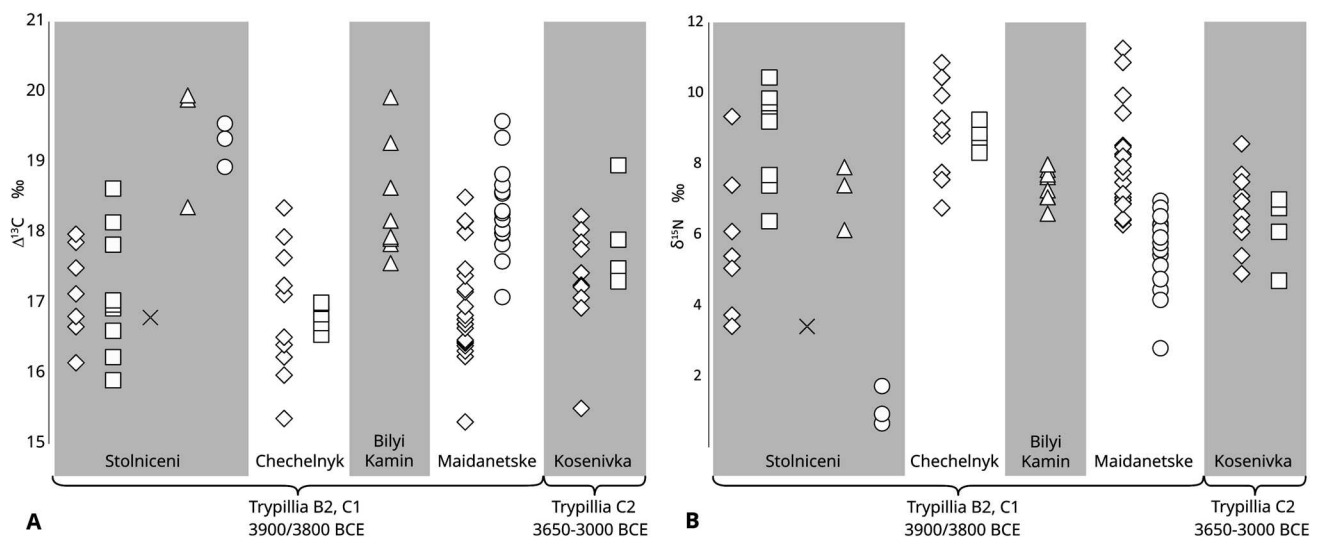 21
20
19
18
17
16
15
Δ¹³C ‰
Stolniceni
Chechelnyk
Bilyi
Kamin
Maidanetske
Kosenivka
Trypillia B2, C1
3900/3800 BCE
Trypillia C2
3650-3000 BCE
A
12
10
8
6
4
2
δ¹⁵N ‰
Stolniceni
Chechelnyk
Bilyi
Kamin
Maidanetske
Kosenivka
Trypillia B2, C1
3900/3800 BCE
Trypillia C2
3650-3000 BCE
B